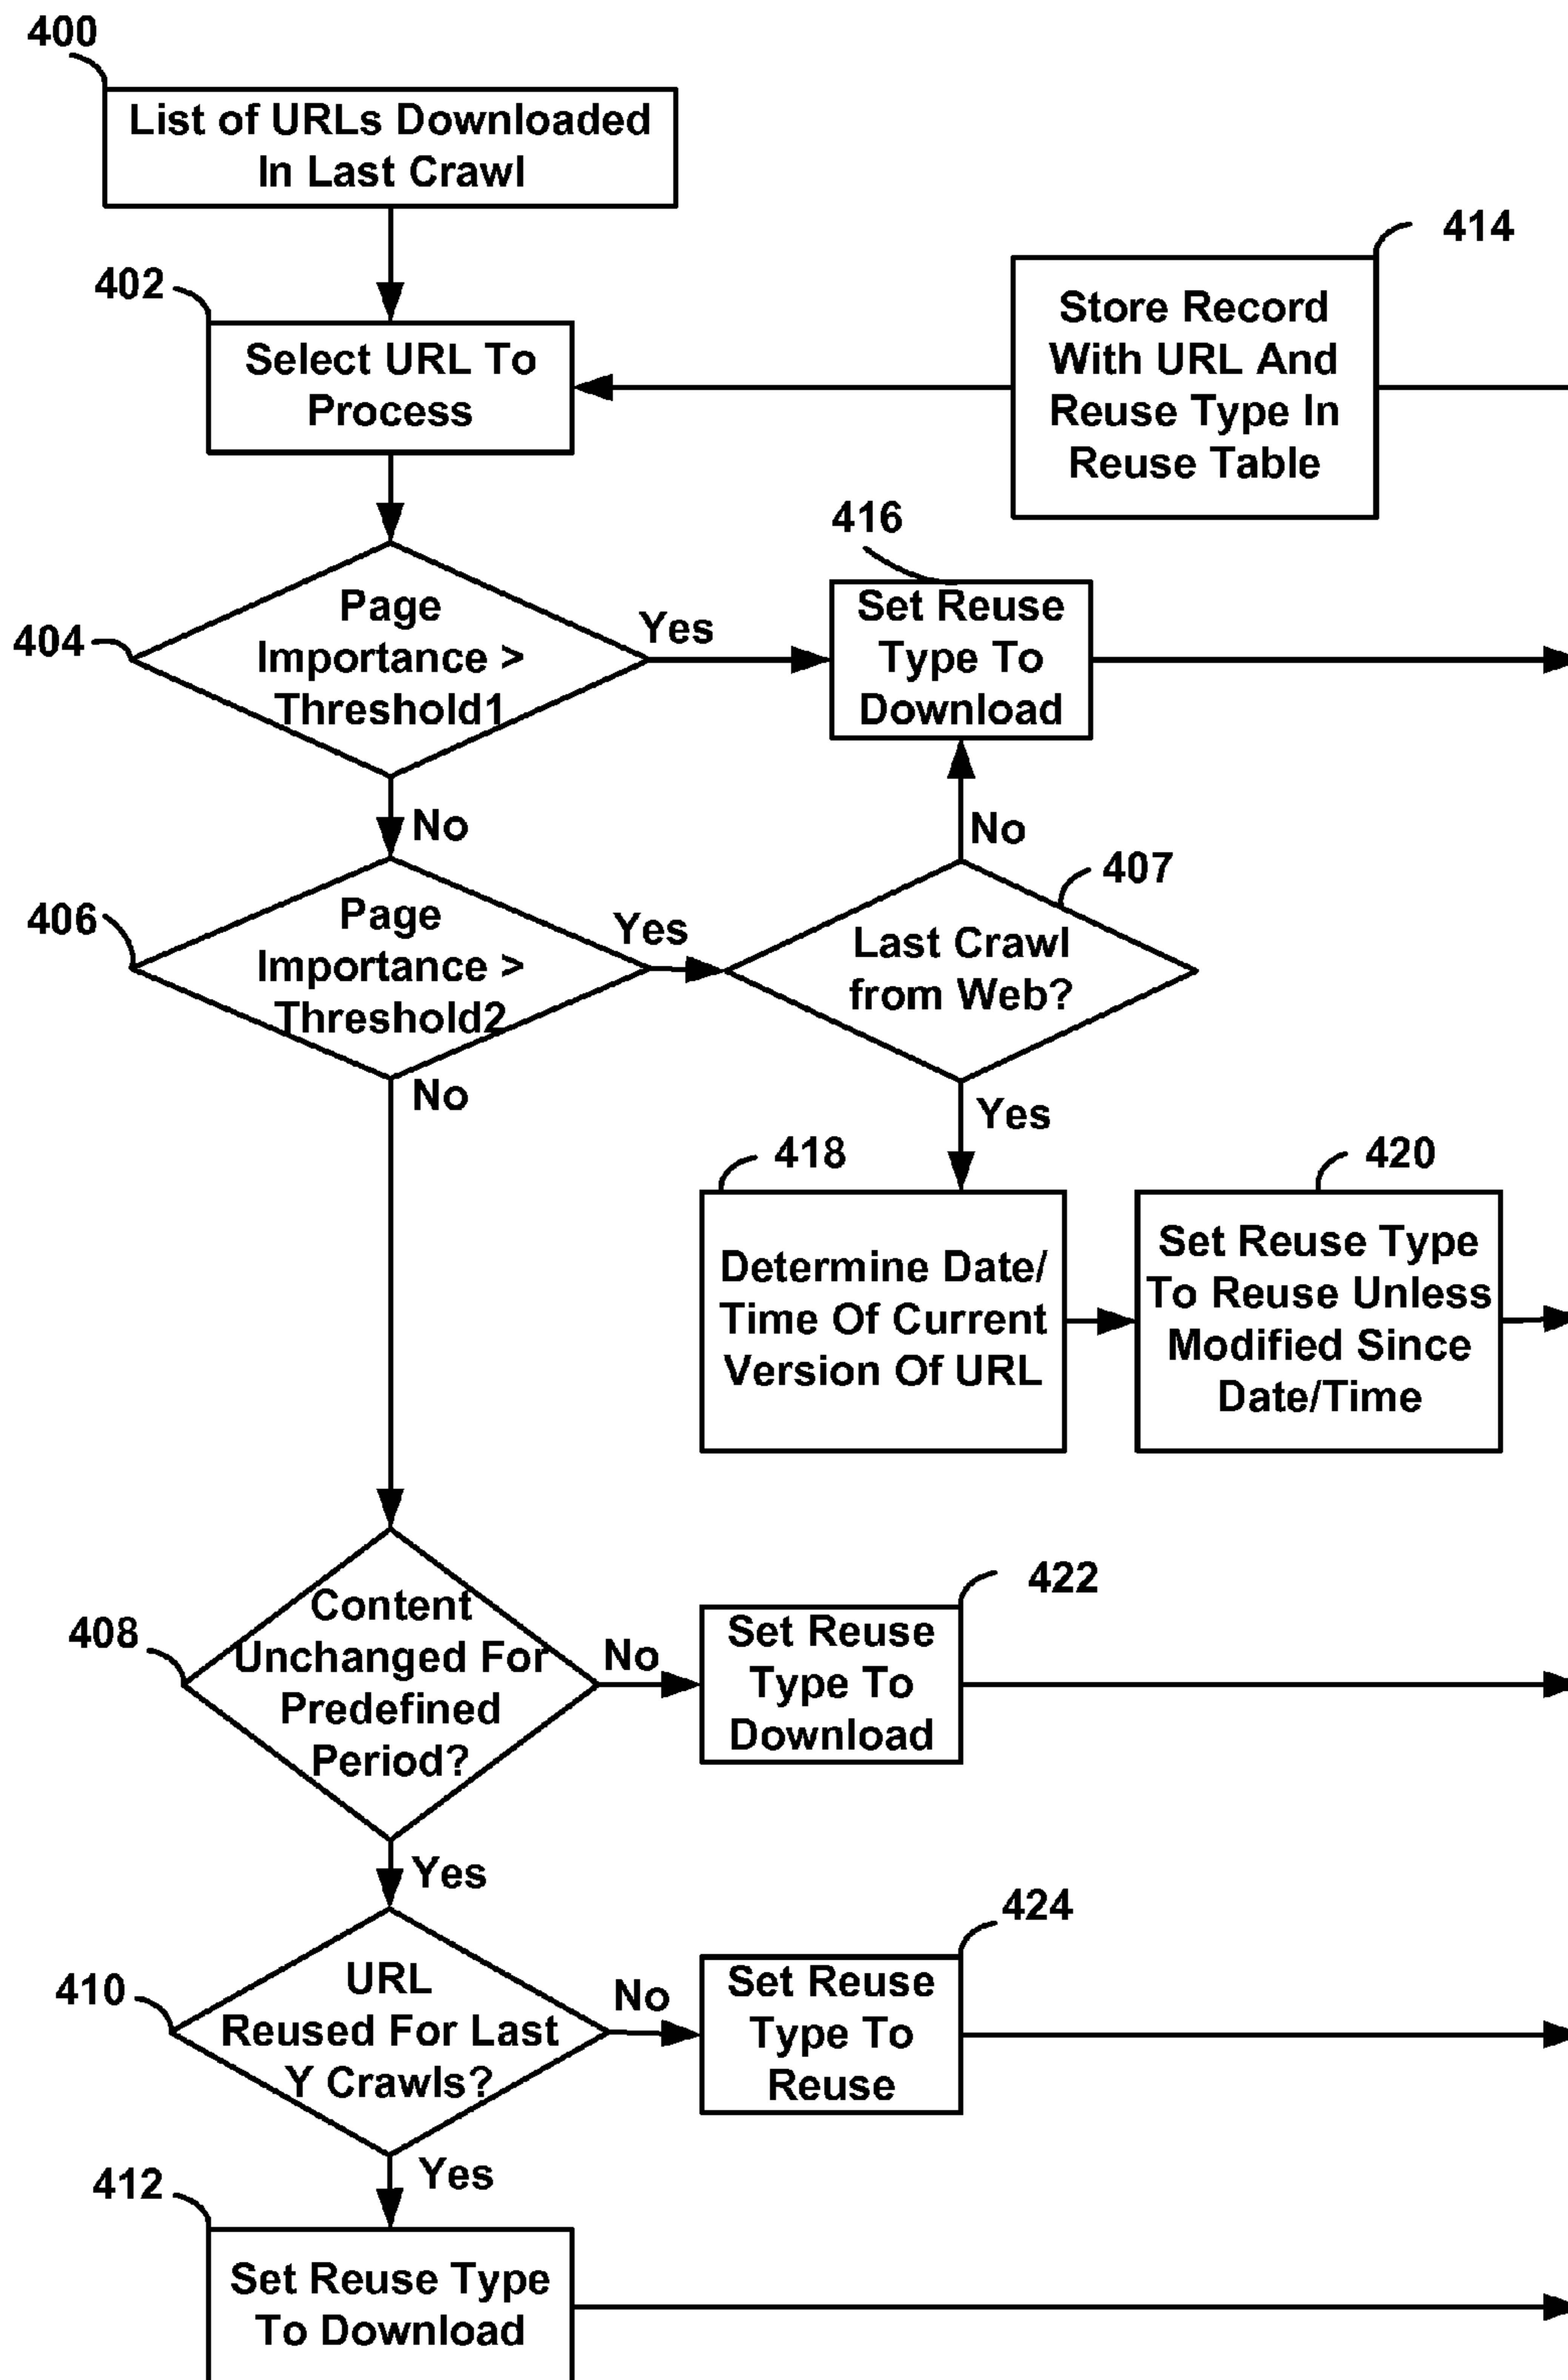 400
List of URLs Downloaded
In Last Crawl
402
Select URL To
Process
414
Store Record
With URL And
Reuse Type In
Reuse Table
404
Page
Importance >
Threshold1
Yes
416
Set Reuse
Type To
Download
No
406
Page
Importance >
Threshold2
Yes
No
407
Last Crawl
from Web?
No
Yes
418
Determine Date/
Time Of Current
Version Of URL
420
Set Reuse Type
To Reuse Unless
Modified Since
Date/Time
408
Content
Unchanged For
Predefined
Period?
No
422
Set Reuse
Type To
Download
Yes
410
URL
Reused For Last
Y Crawls?
No
424
Set Reuse
Type To
Reuse
Yes
412
Set Reuse Type
To Download